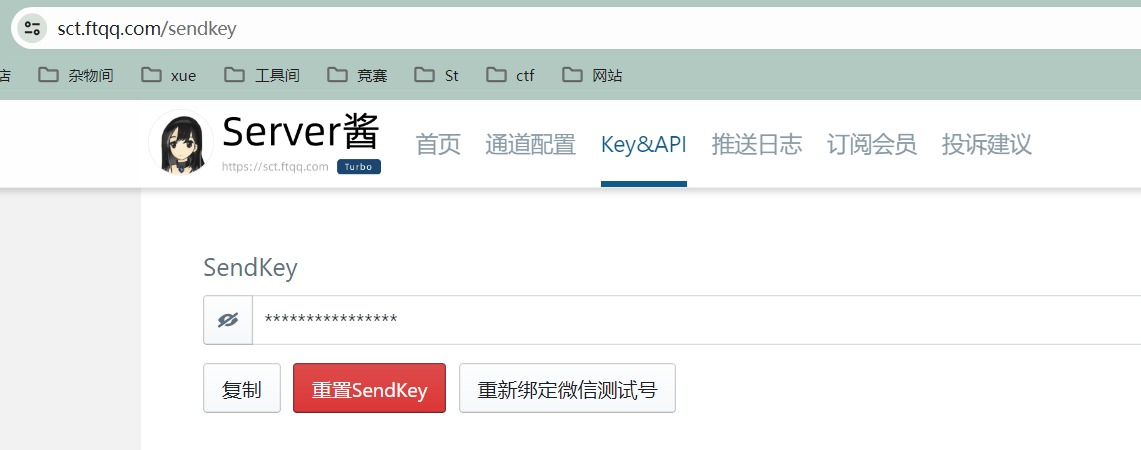 sct.ftqq.com/sendkey
店 杂物间 xue 工具间 竞赛 St ctf 网站
Server酱
https://sct.ftqq.com Turbo
首页 通道配置 Key&API 推送日志 订阅会员 投诉建议
SendKey
****************
复制 重置SendKey 重新绑定微信测试号